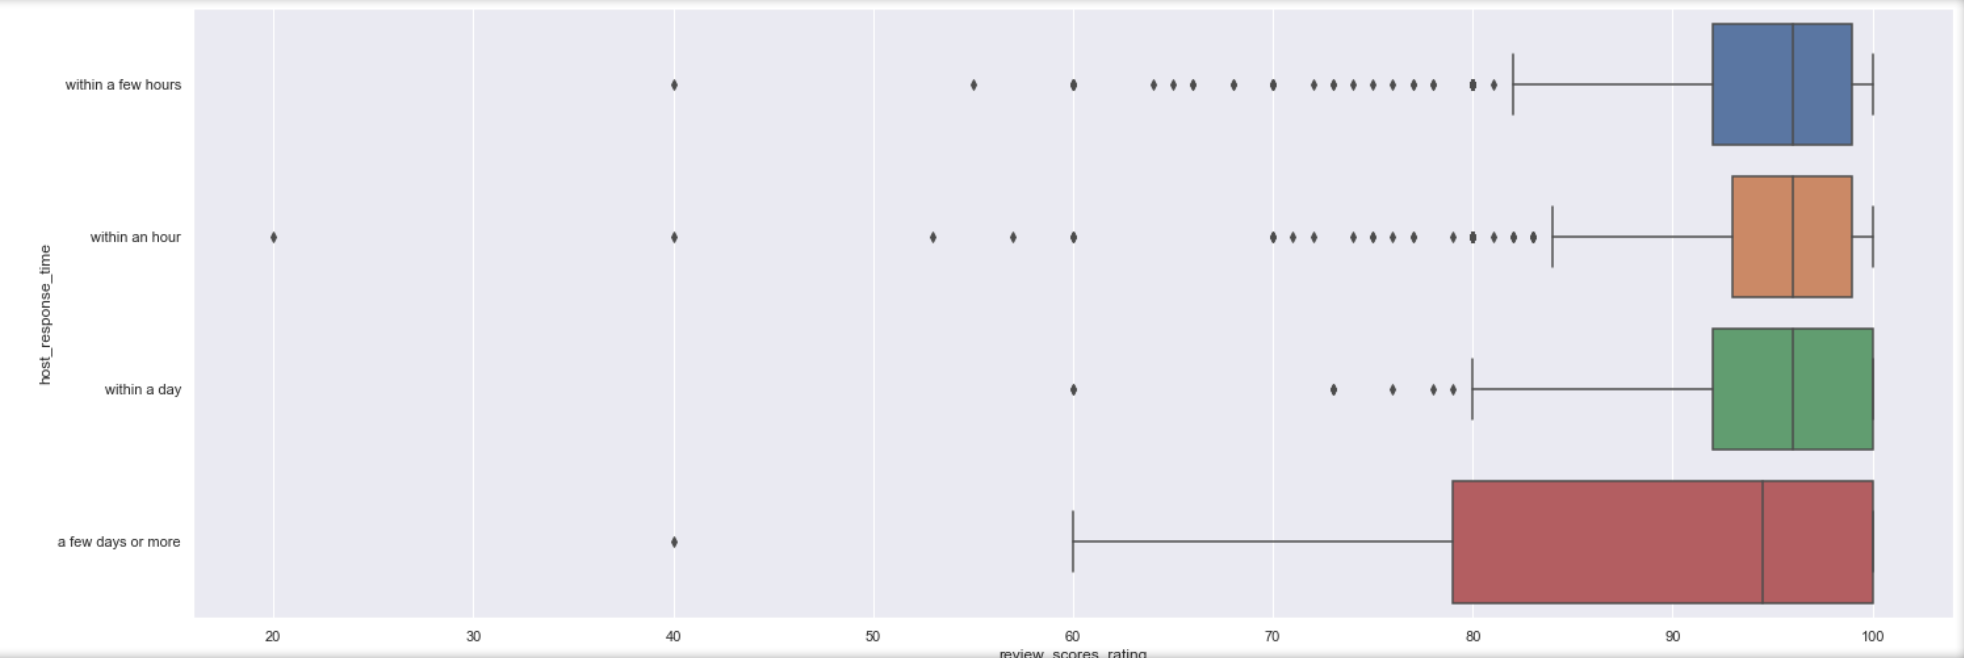 within a few hours
within an hour
within a day
a few days or more
host_response_time
20 30 40 50 60 70 80 90 100
review_scores_rating